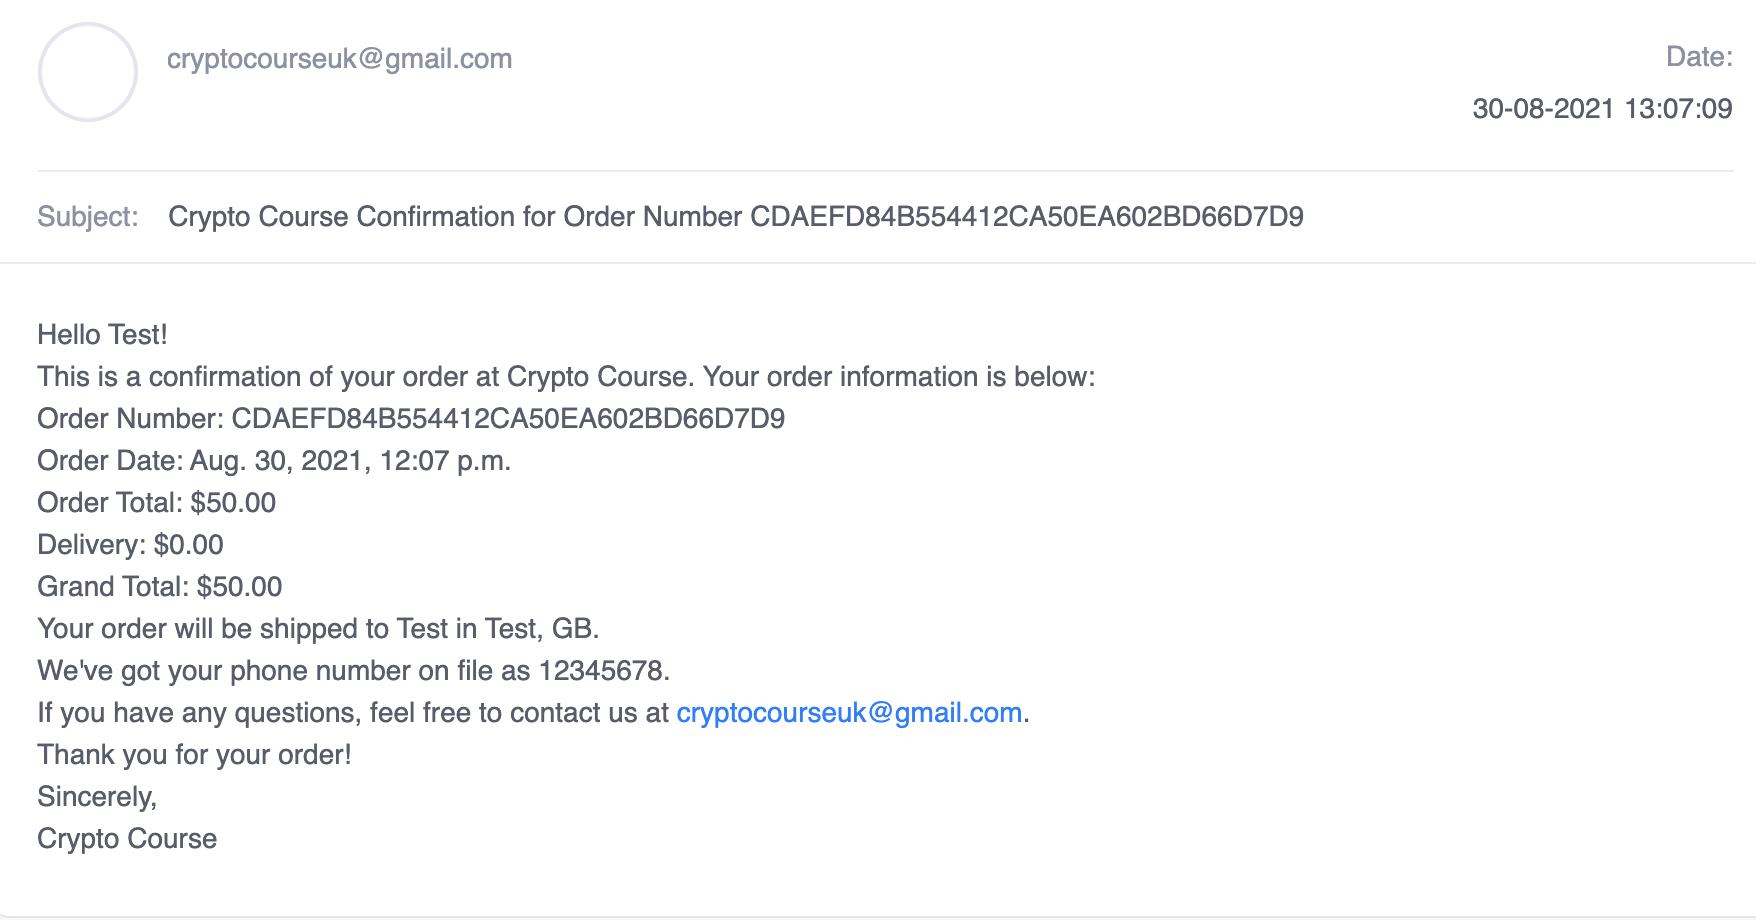 cryptocourseuk@gmail.com
Date:
30-08-2021 13:07:09
Subject: Crypto Course Confirmation for Order Number CDAEFD84B554412CA50EA602BD66D7D9
Hello Test!
This is a confirmation of your order at Crypto Course. Your order information is below:
Order Number: CDAEFD84B554412CA50EA602BD66D7D9
Order Date: Aug. 30, 2021, 12:07 p.m.
Order Total: $50.00
Delivery: $0.00
Grand Total: $50.00
Your order will be shipped to Test in Test, GB.
We've got your phone number on file as 12345678.
If you have any questions, feel free to contact us at cryptocourseuk@gmail.com.
Thank you for your order!
Sincerely,
Crypto Course